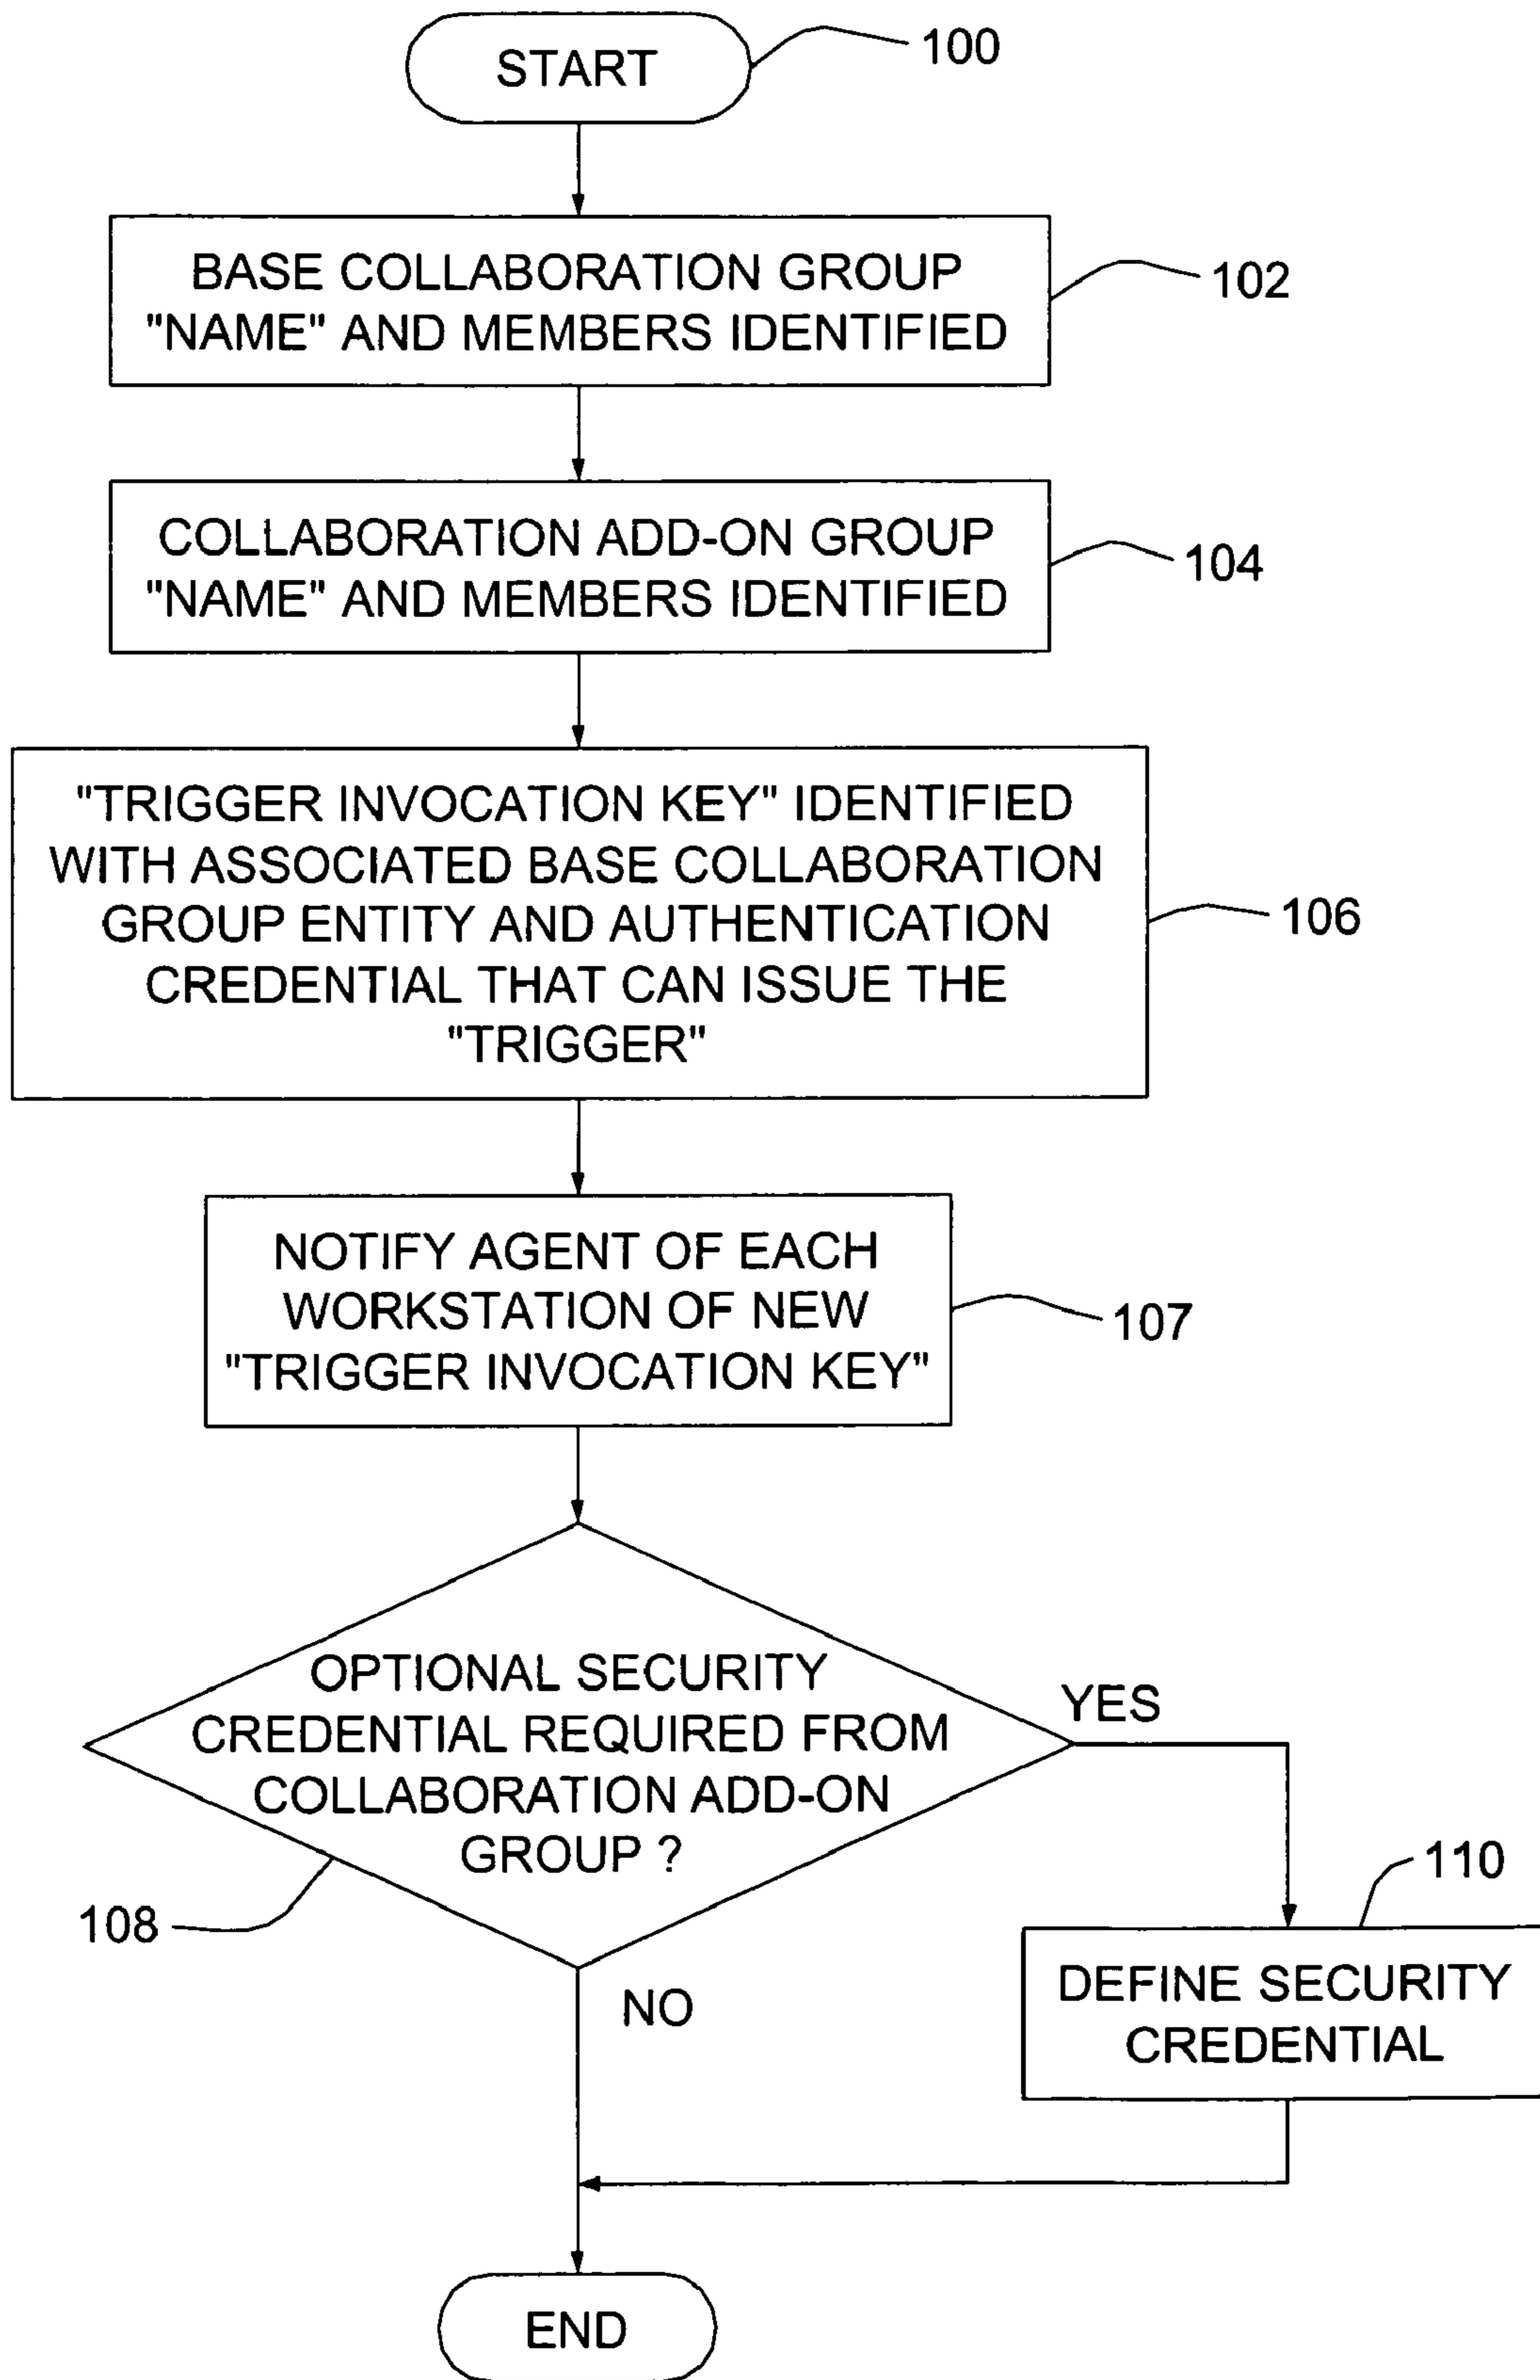 START
100
BASE COLLABORATION GROUP
"NAME" AND MEMBERS IDENTIFIED
102
COLLABORATION ADD-ON GROUP
"NAME" AND MEMBERS IDENTIFIED
104
"TRIGGER INVOCATION KEY" IDENTIFIED
WITH ASSOCIATED BASE COLLABORATION
GROUP ENTITY AND AUTHENTICATION
CREDENTIAL THAT CAN ISSUE THE
"TRIGGER"
106
NOTIFY AGENT OF EACH
WORKSTATION OF NEW
"TRIGGER INVOCATION KEY"
107
OPTIONAL SECURITY
CREDENTIAL REQUIRED FROM
COLLABORATION ADD-ON
GROUP ?
YES
108
NO
110
DEFINE SECURITY
CREDENTIAL
END